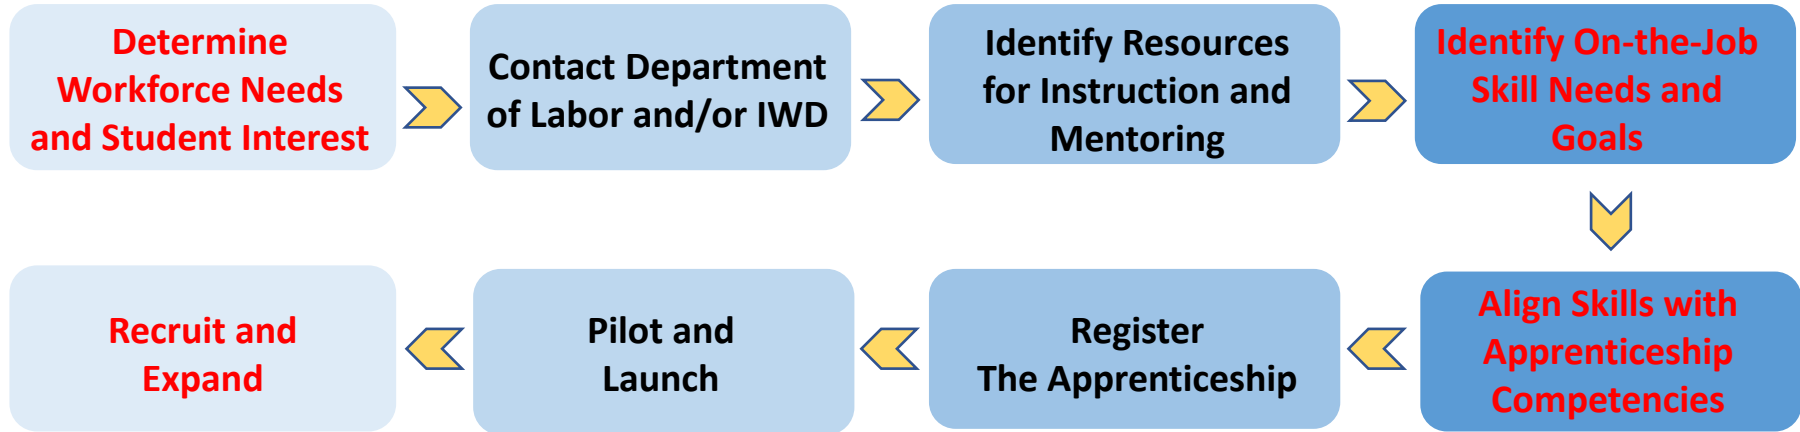 Determine
Workforce Needs
and Student Interest
Contact Department
of Labor and/or IWD
Identify Resources
for Instruction and
Mentoring
Identify On-the-Job
Skill Needs and
Goals
Align Skills with
Apprenticeship
Competencies
Register
The Apprenticeship
Pilot and
Launch
Recruit and
Expand